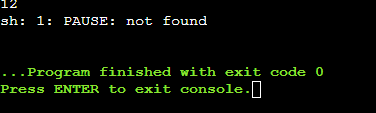 12
sh: 1: PAUSE: not found
...Program finished with exit code 0
Press ENTER to exit console.